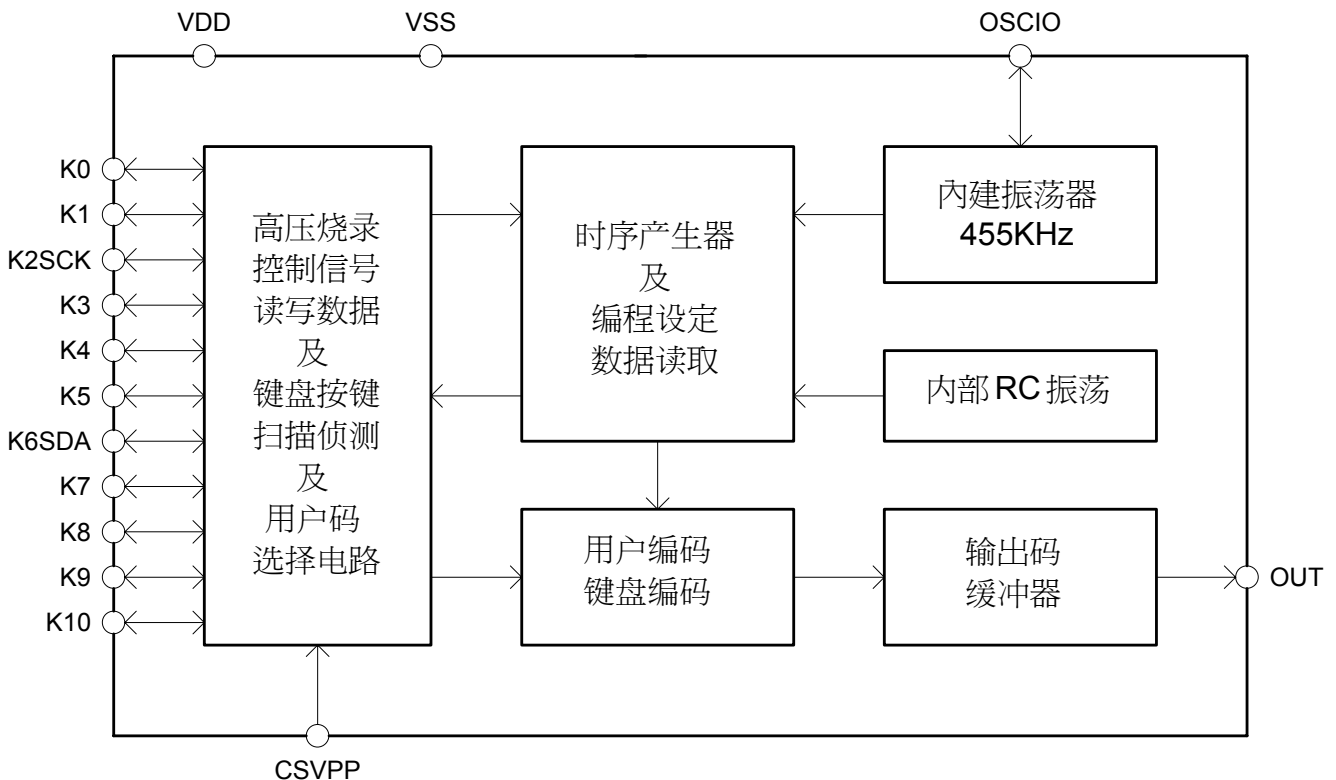 VDD
VSS
OSCIO
K0
K1
K2SCK
K3
K4
K5
K6SDA
K7
K8
K9
K10
高压烧录
控制信号
读写数据
及
键盘按键
扫描侦测
及
用户码
选择电路
时序产生器
及
编程设定
数据读取
內建振荡器
455KHz
内部 RC 振荡
用户编码
键盘编码
输出码
缓冲器
OUT
CSVPP